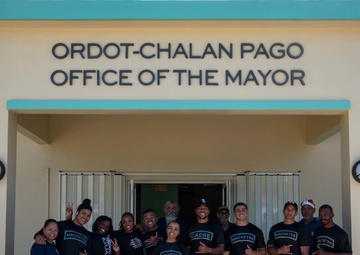 ORDOT-CHALAN PAGO
OFFICE OF THE MAYOR